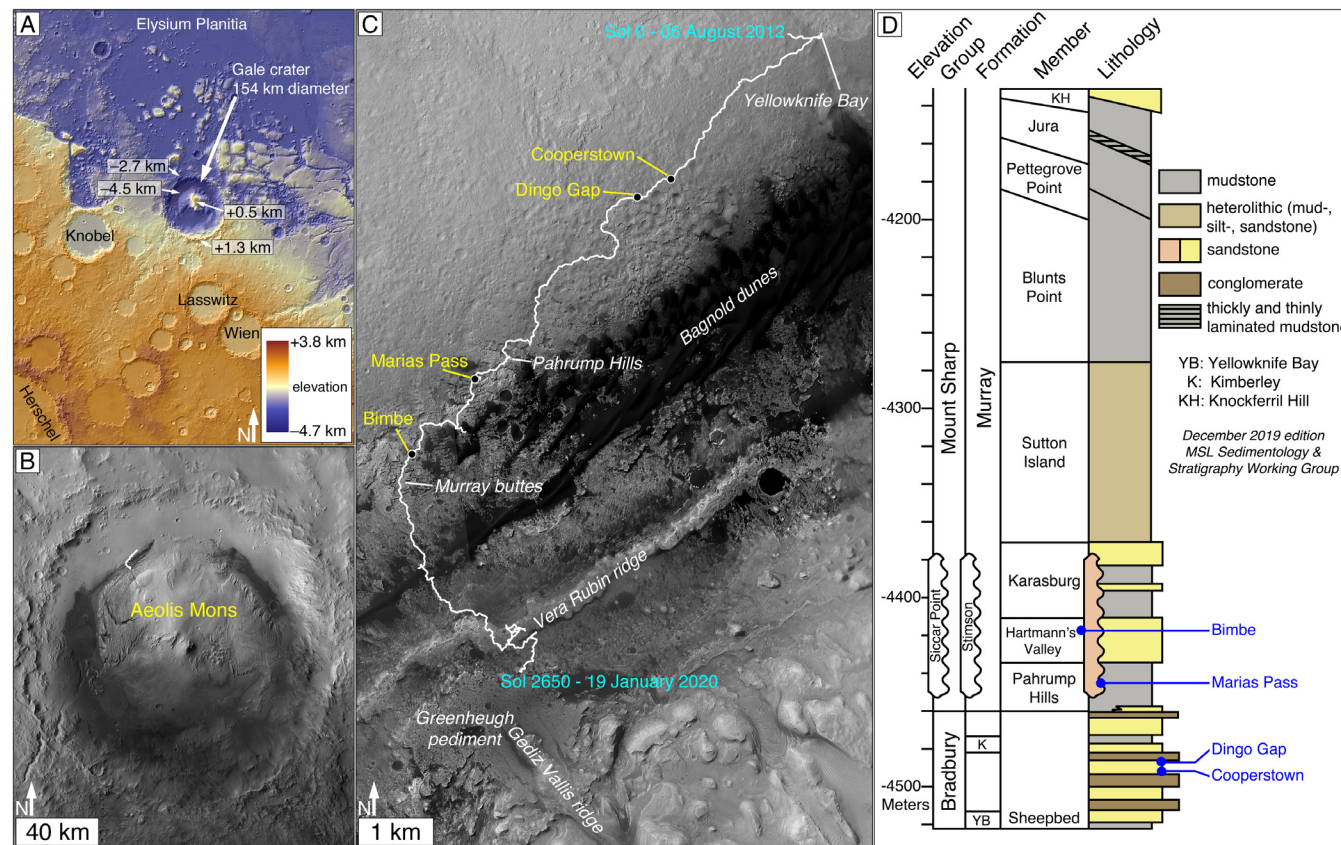 A
Elysium Planitia
Gale crater
154 km diameter
−2.7 km
−4.5 km
+0.5 km
+1.3 km
Knobel
Lasswitz
Wien
Herschel
+3.8 km
elevation
−4.7 km
N
B
Aeolis Mons
N
40 km
C
Sol 0 - 06 August 2012
Yellowknife Bay
Cooperstown
Dingo Gap
Bagnold dunes
Pahrump Hills
Marias Pass
Bimbe
Murray buttes
Vera Rubin ridge
Sol 2650 - 19 January 2020
Greenheugh
pediment
Gediz Vallis ridge
N
1 km
D
Elevation
Group
Formation
Member
Lithology
KH
Jura
Pettegrove
Point
-4200
Blunts
Point
Mount Sharp
Murray
-4300
Sutton
Island
Karasburg
-4400
Siccar Point
Stimson
Hartmann's
Valley
Pahrump
Hills
Bradbury
K
-4500
Meters
YB
Sheepbed
mudstone
heterolithic (mud-,
silt-, sandstone)
sandstone
conglomerate
thickly and thinly
laminated mudstone
YB: Yellowknife Bay
K: Kimberley
KH: Knockferril Hill
December 2019 edition
MSL Sedimentology &
Stratigraphy Working Group
Bimbe
Marias Pass
Dingo Gap
Cooperstown